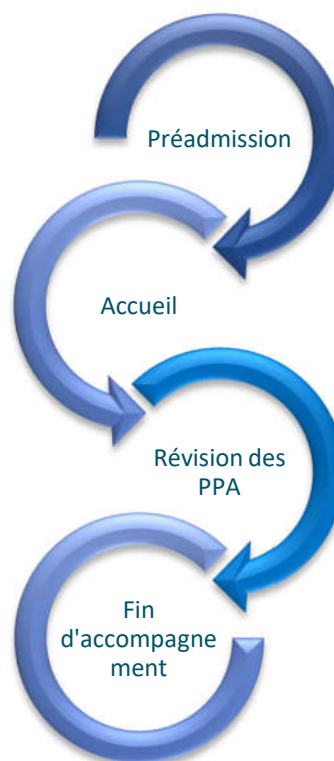 Préadmission
Accueil
Révision des
PPA
Fin
d'accompagne
ment